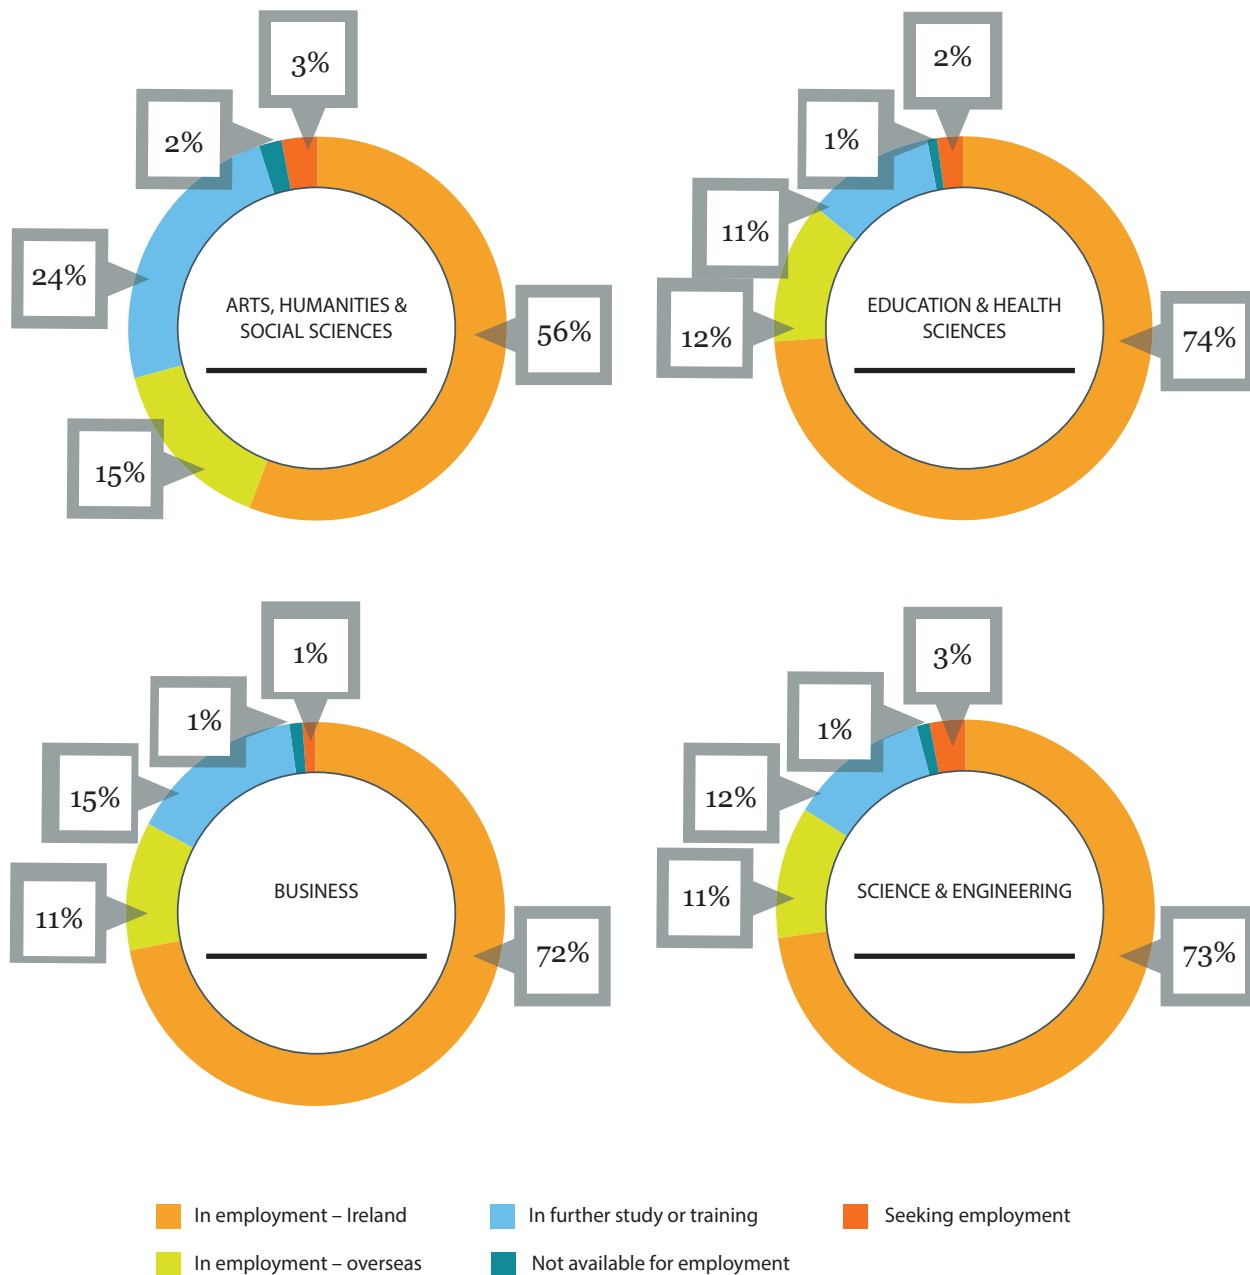 3%
2%
24%
15%
56%
ARTS, HUMANITIES &
SOCIAL SCIENCES
2%
1%
11%
12%
74%
EDUCATION & HEALTH
SCIENCES
1%
1%
15%
11%
72%
BUSINESS
3%
1%
12%
11%
73%
SCIENCE & ENGINEERING
In employment – Ireland
In further study or training
Seeking employment
In employment – overseas
Not available for employment